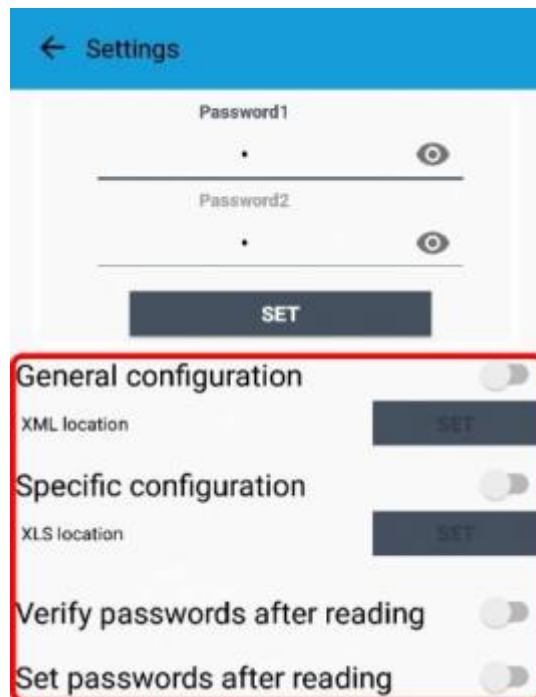 Settings
Password1
•
Password2
•
SET
General configuration
XML location
SET
Specific configuration
XLS location
SET
Verify passwords after reading
Set passwords after reading